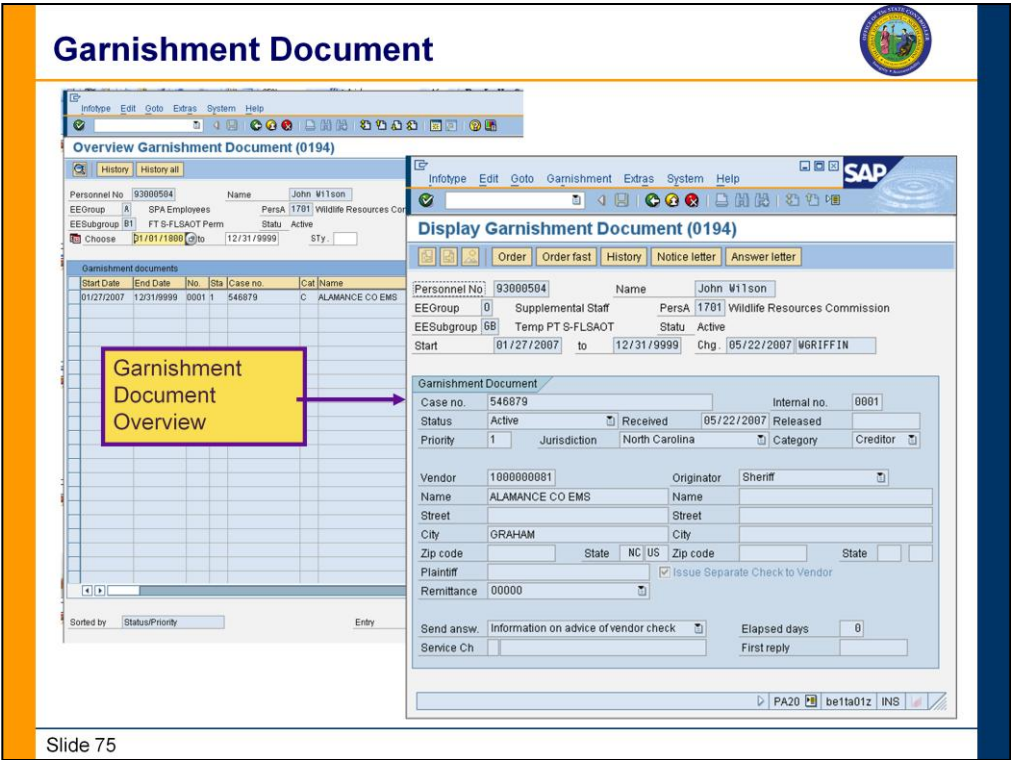 Garnishment Document
Infotype Edit Goto Extras System Help
Overview Garnishment Document (0194)
History History all
Personnel No 93000504 Name John Wilson
EEGroup A SPA Employees PersA 1701 Wildlife Resources Cor
EESubgroup B1 FT S-FLSAOT Perm Statu Active
Choose 01/01/1800 to 12/31/9999 STy.
Garnishment documents
Start Date End Date No. Sta Case no. Cat Name
01/27/2007 12/31/9999 0001 1 546879 C ALAMANCE CO EMS
Garnishment
Document
Overview
Sorted by Status/Priority Entry
Infotype Edit Goto Garnishment Extras System Help
SAP
Display Garnishment Document (0194)
Order Order fast History Notice letter Answer letter
Personnel No 93000504 Name John Wilson
EEGroup 0 Supplemental Staff PersA 1701 Wildlife Resources Commission
EESubgroup GB Temp PT S-FLSAOT Statu Active
Start 01/27/2007 to 12/31/9999 Chg. 05/22/2007 WGRIFFIN
Garnishment Document
Case no. 546879 Internal no. 0001
Status Active Received 05/22/2007 Released
Priority 1 Jurisdiction North Carolina Category Creditor
Vendor 1000000081 Originator Sheriff
Name ALAMANCE CO EMS Name
Street Street
City GRAHAM City
Zip code State NC US Zip code State
Plaintiff Issue Separate Check to Vendor
Remittance 00000
Send answ. Information on advice of vendor check Elapsed days 0
Service Ch First reply
PA20 be1ta01z INS
Slide 75